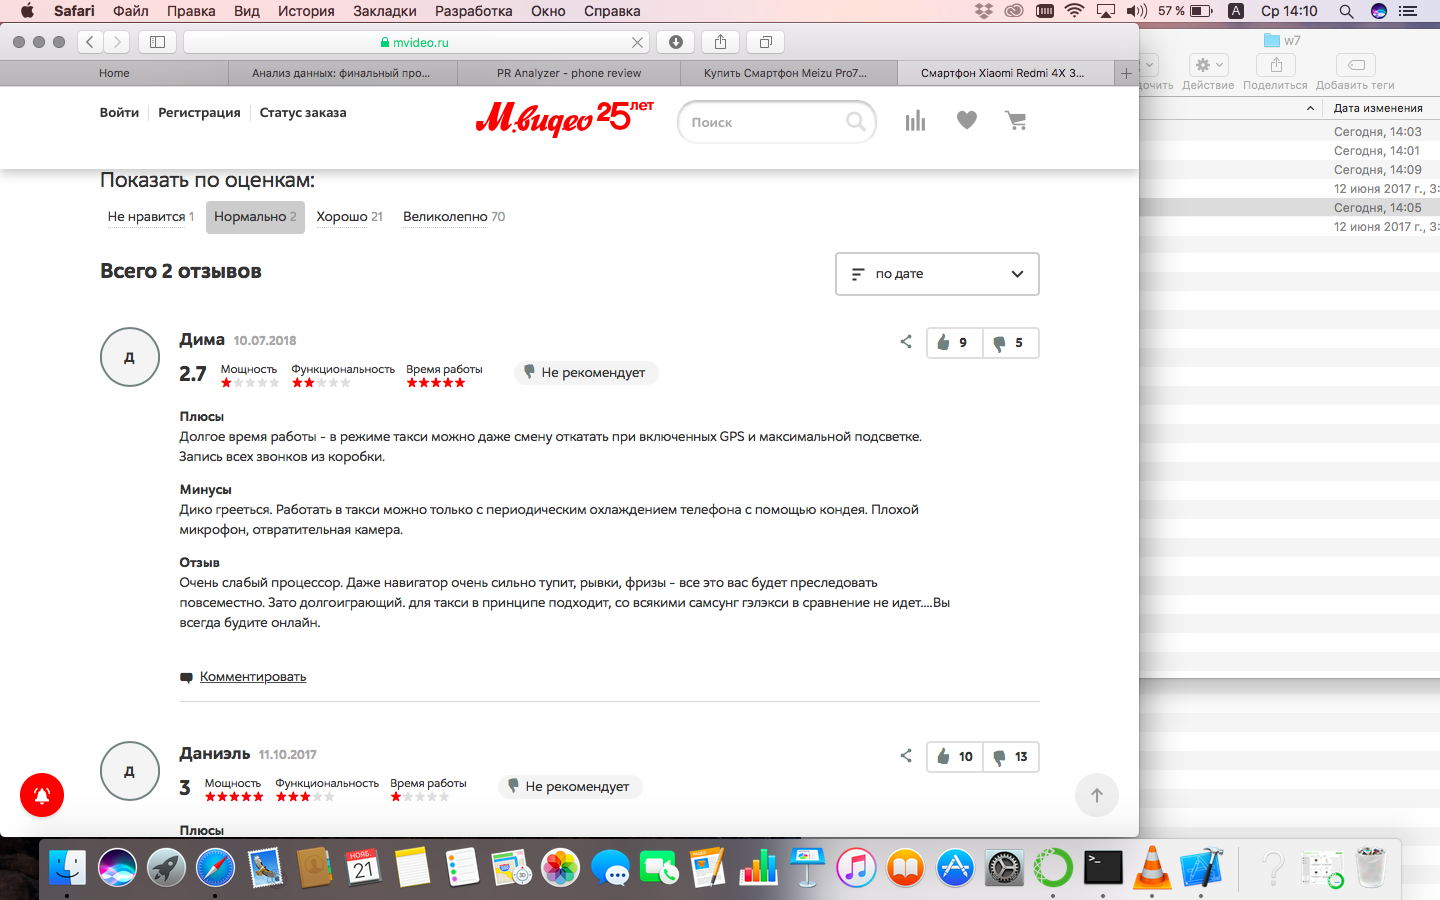 Safari Файл Правка Вид История Закладки Разработка Окно Справка 57 % A Ср 14:10
mvideo.ru
w7
Home Анализ данных: финальный про... PR Analyzer - phone review Купить Смартфон Meizu Pro7... Смартфон Xiaomi Redmi 4X 3...
Действие Поделиться Добавить теги
Войти Регистрация Статус заказа
М.видео 25 лет
Поиск
Дата изменения
Сегодня, 14:03
Сегодня, 14:01
Сегодня, 14:09
12 июня 2017 г., 3:
Сегодня, 14:05
12 июня 2017 г., 3:
Показать по оценкам:
Не нравится 1 Нормально 2 Хорошо 21 Великолепно 70
Всего 2 отзывов
по дате
Д
Дима 10.07.2018
9 5
2.7 Мощность Функциональность Время работы Не рекомендует
Плюсы
Долгое время работы - в режиме такси можно даже смену откатать при включенных GPS и максимальной подсветке.
Запись всех звонков из коробки.
Минусы
Дико грееться. Работать в такси можно только с периодическим охлаждением телефона с помощью кондея. Плохой
микрофон, отвратительная камера.
Отзыв
Очень слабый процессор. Даже навигатор очень сильно тупит, рывки, фризы - все это вас будет преследовать
повсеместно. Зато долгоиграющий. для такси в принципе подходит, со всякими самсунг гэлэкси в сравнение не идет....Вы
всегда будите онлайн.
Комментировать
Д
Даниэль 11.10.2017
10 13
3 Мощность Функциональность Время работы Не рекомендует
Плюсы
НОЯБ.
21